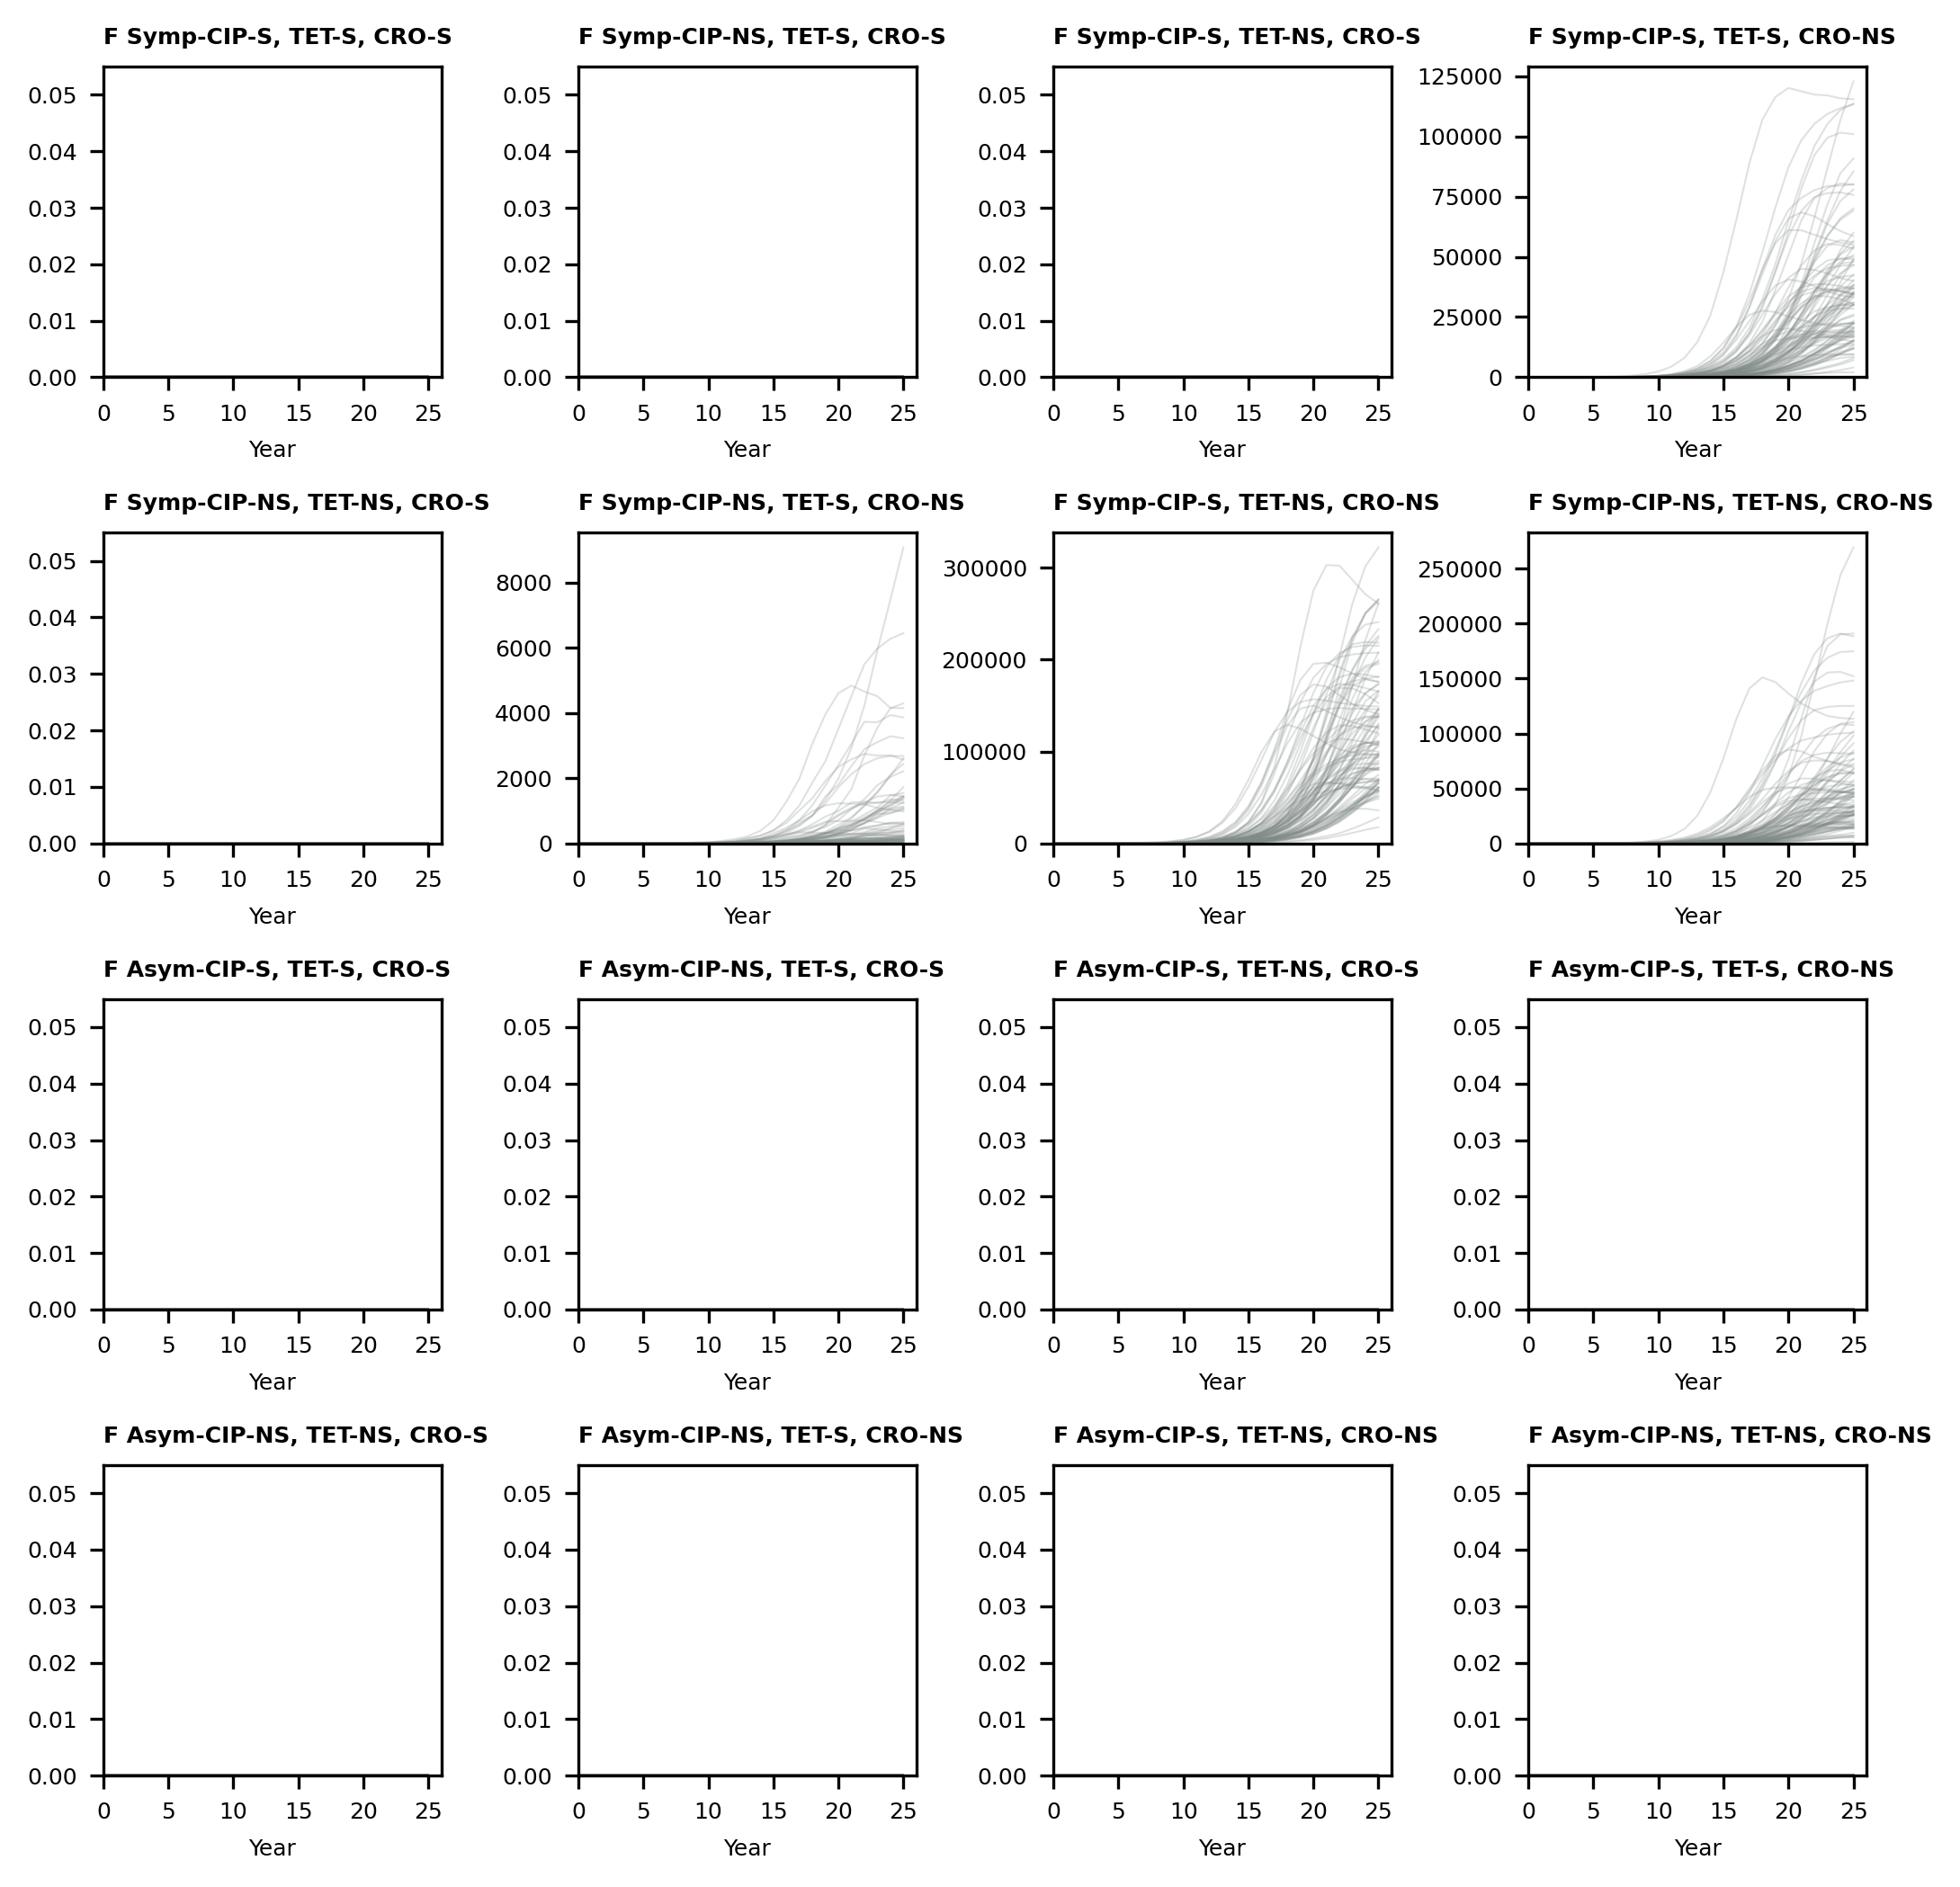 F Symp-CIP-S, TET-S, CRO-S
F Symp-CIP-NS, TET-S, CRO-S
F Symp-CIP-S, TET-NS, CRO-S
F Symp-CIP-S, TET-S, CRO-NS
0.05
0.04
0.03
0.02
0.01
0.00
0 5 10 15 20 25
Year
0.05
0.04
0.03
0.02
0.01
0.00
0 5 10 15 20 25
Year
0.05
0.04
0.03
0.02
0.01
0.00
0 5 10 15 20 25
Year
125000
100000
75000
50000
25000
0
0 5 10 15 20 25
Year
F Symp-CIP-NS, TET-NS, CRO-S
F Symp-CIP-NS, TET-S, CRO-NS
F Symp-CIP-S, TET-NS, CRO-NS
F Symp-CIP-NS, TET-NS, CRO-NS
0.05
0.04
0.03
0.02
0.01
0.00
0 5 10 15 20 25
Year
8000
6000
4000
2000
0
0 5 10 15 20 25
Year
300000
200000
100000
0
0 5 10 15 20 25
Year
250000
200000
150000
100000
50000
0
0 5 10 15 20 25
Year
F Asym-CIP-S, TET-S, CRO-S
F Asym-CIP-NS, TET-S, CRO-S
F Asym-CIP-S, TET-NS, CRO-S
F Asym-CIP-S, TET-S, CRO-NS
0.05
0.04
0.03
0.02
0.01
0.00
0 5 10 15 20 25
Year
0.05
0.04
0.03
0.02
0.01
0.00
0 5 10 15 20 25
Year
0.05
0.04
0.03
0.02
0.01
0.00
0 5 10 15 20 25
Year
0.05
0.04
0.03
0.02
0.01
0.00
0 5 10 15 20 25
Year
F Asym-CIP-NS, TET-NS, CRO-S
F Asym-CIP-NS, TET-S, CRO-NS
F Asym-CIP-S, TET-NS, CRO-NS
F Asym-CIP-NS, TET-NS, CRO-NS
0.05
0.04
0.03
0.02
0.01
0.00
0 5 10 15 20 25
Year
0.05
0.04
0.03
0.02
0.01
0.00
0 5 10 15 20 25
Year
0.05
0.04
0.03
0.02
0.01
0.00
0 5 10 15 20 25
Year
0.05
0.04
0.03
0.02
0.01
0.00
0 5 10 15 20 25
Year